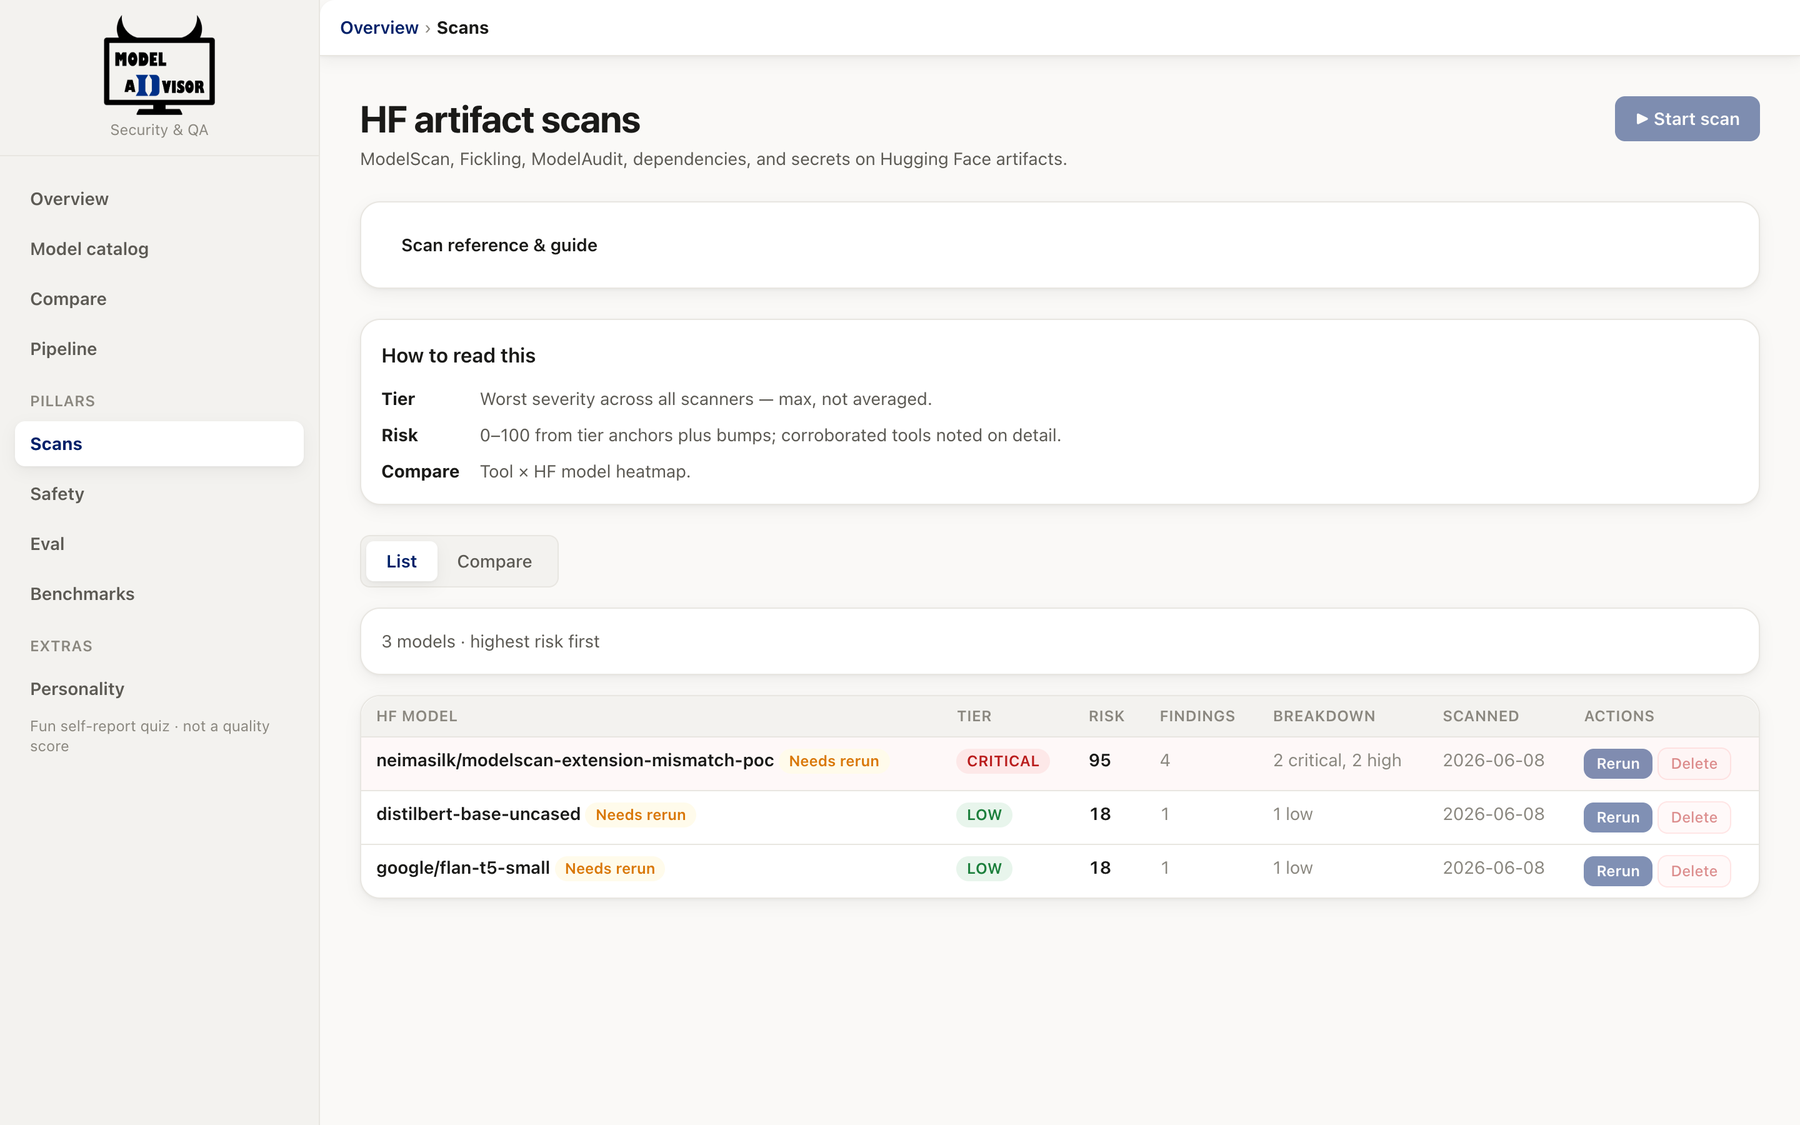 MODEL
ADVISOR
Security & QA
Overview
Model catalog
Compare
Pipeline
PILLARS
Scans
Safety
Eval
Benchmarks
EXTRAS
Personality
Fun self-report quiz · not a quality
score
Overview › Scans
HF artifact scans
▶ Start scan
ModelScan, Fickling, ModelAudit, dependencies, and secrets on Hugging Face artifacts.
Scan reference & guide
How to read this
Tier Worst severity across all scanners — max, not averaged.
Risk 0–100 from tier anchors plus bumps; corroborated tools noted on detail.
Compare Tool × HF model heatmap.
List Compare
3 models · highest risk first
HF MODEL TIER RISK FINDINGS BREAKDOWN SCANNED ACTIONS
neimasilk/modelscan-extension-mismatch-poc Needs rerun CRITICAL 95 4 2 critical, 2 high 2026-06-08 Rerun Delete
distilbert-base-uncased Needs rerun LOW 18 1 1 low 2026-06-08 Rerun Delete
google/flan-t5-small Needs rerun LOW 18 1 1 low 2026-06-08 Rerun Delete